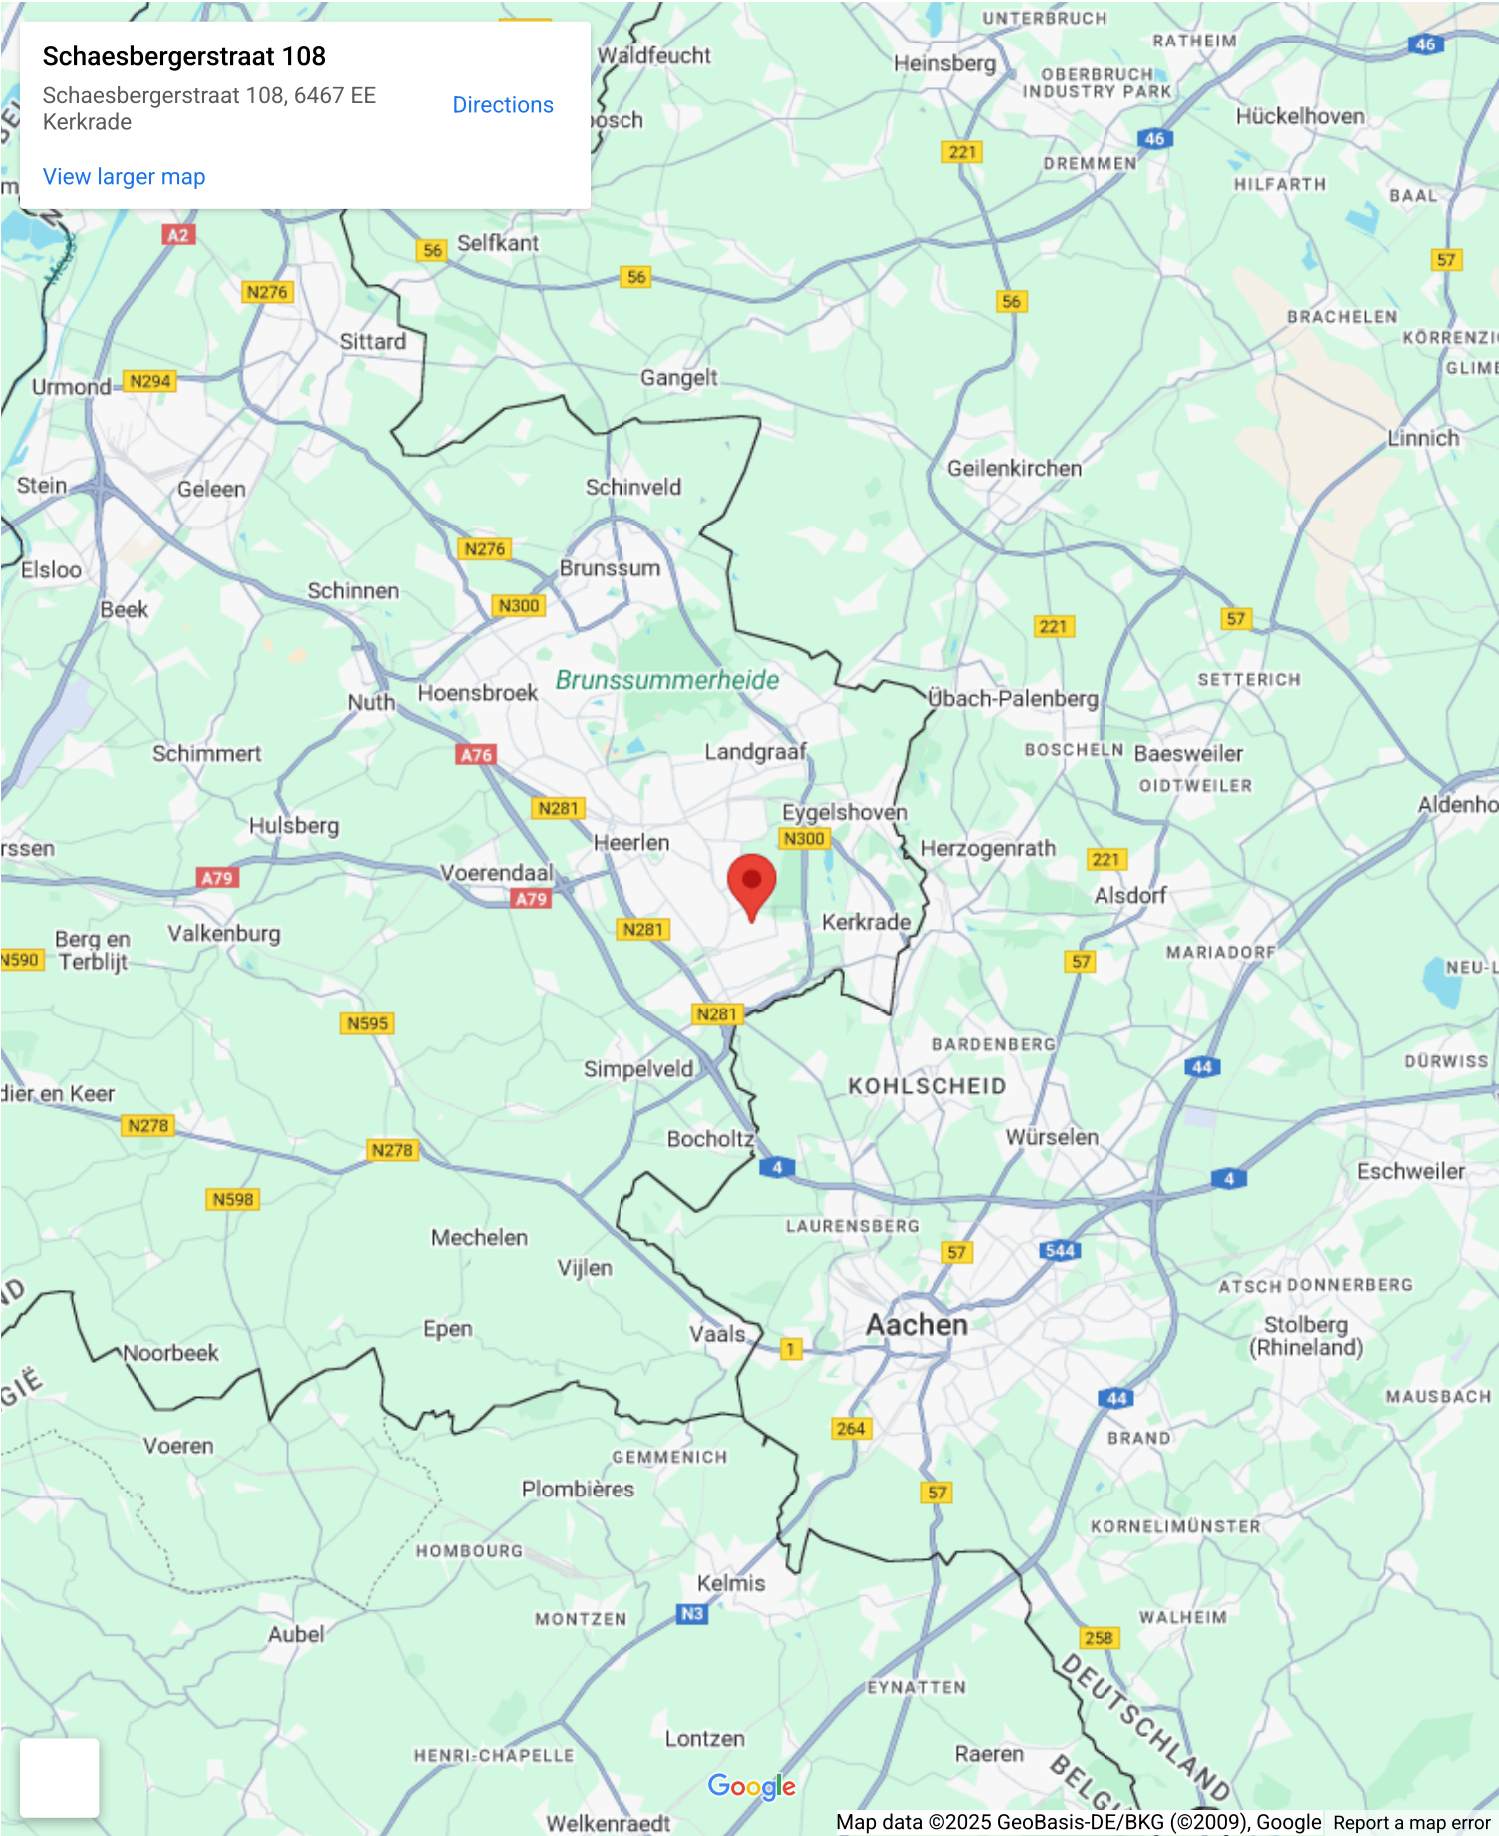 Schaesbergerstraat 108
Schaesbergerstraat 108, 6467 EE
Kerkrade
Directions
View larger map
UNTERBRUCH
Waldfeucht
Heinsberg
RATHEIM
46
OBERBRUCH
INDUSTRY PARK
Hückelhoven
46
221
DREMMEN
HILFARTH
BAAL
A2
56
Selfkant
57
56
N276
56
BRACHELEN
Sittard
Gangelt
Urmond
N294
Linnich
Geilenkirchen
Stein
Geleen
Schinveld
N276
Elsloo
Brunssum
Schinnen
Beek
N300
57
221
Brunssummerheide
SETTERICH
Hoensbroek
Nuth
Übach-Palenberg
Schimmert
A76
Landgraaf
BOSCHELN
Baesweiler
OIDTWEILER
N281
Eygelshoven
Hulsberg
Heerlen
N300
Herzogenrath
221
Voerendaal
A79
A79
Alsdorf
Valkenburg
N281
Kerkrade
Berg en
Terblijt
N590
57
MARIADORF
N595
N281
BARDENBERG
Simpelveld
44
DÜRWISS
KOHLSCHEID
N278
Bocholtz
Würselen
N278
4
4
Eschweiler
N598
LAURENSBERG
Mechelen
57
544
Vijlen
ATSCH
DONNERBERG
Epen
Vaals
Aachen
Stolberg
(Rhineland)
Noorbeek
1
44
MAUSBACH
264
BRAND
Voeren
GEMMENICH
Plombières
57
KORNELIMÜNSTER
HOMBOURG
Kelmis
N3
MONTZEN
WALHEIM
Aubel
258
EYNATTEN
DEUTSCHLAND
Lontzen
HENRI-CHAPELLE
Raeren
Google
Welkenraedt
Map data ©2025 GeoBasis-DE/BKG (©2009), Google
Report a map error